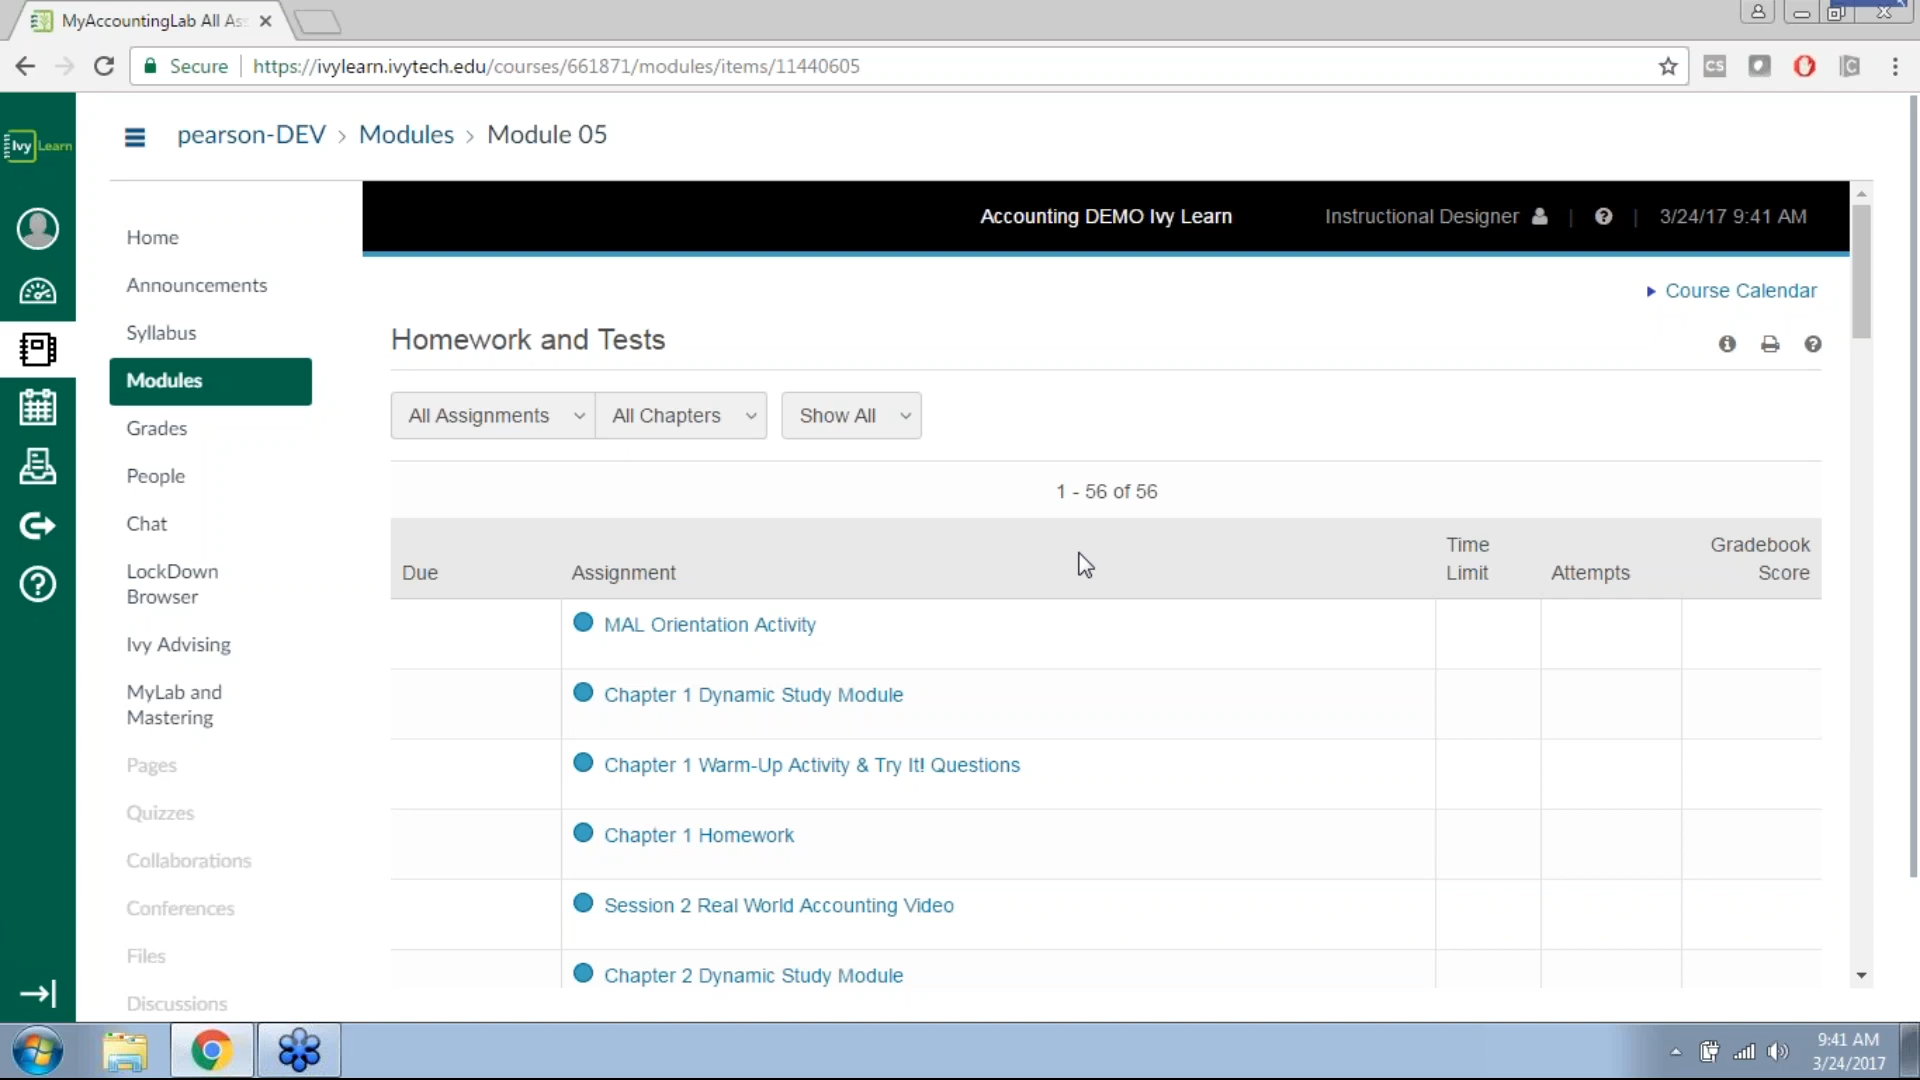 MyAccountingLab All As
Secure
https://ivylearn.ivytech.edu/courses/661871/modules/items/11440605
CS
Ivy Learn
pearson-DEV > Modules > Module 05
Home
Announcements
Syllabus
Modules
Grades
People
Chat
LockDown
Browser
Ivy Advising
MyLab and
Mastering
Pages
Quizzes
Collaborations
Conferences
Files
Discussions
Accounting DEMO Ivy Learn
Instructional Designer | ? | 3/24/17 9:41 AM
Course Calendar
Homework and Tests
All Assignments
All Chapters
Show All
1 - 56 of 56
Due
Assignment
Time
Limit
Attempts
Gradebook
Score
MAL Orientation Activity
Chapter 1 Dynamic Study Module
Chapter 1 Warm-Up Activity & Try It! Questions
Chapter 1 Homework
Session 2 Real World Accounting Video
Chapter 2 Dynamic Study Module
9:41 AM
3/24/2017